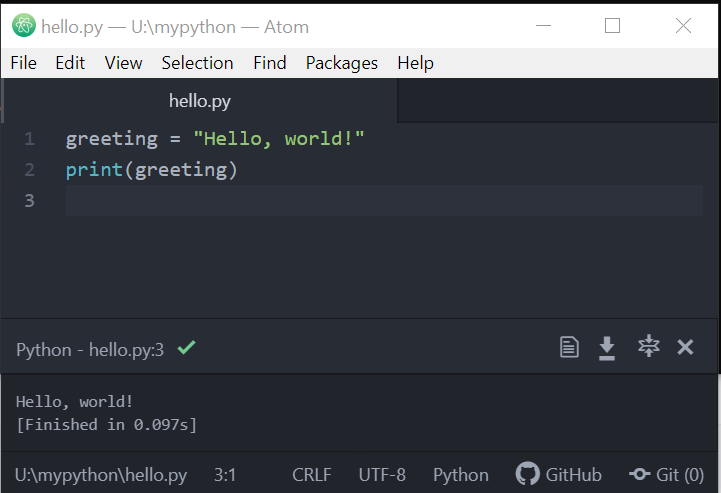 hello.py — U:\mypython — Atom
File Edit View Selection Find Packages Help
hello.py
1 greeting = "Hello, world!"
2 print(greeting)
3
Python - hello.py:3
Hello, world!
[Finished in 0.097s]
U:\mypython\hello.py 3:1 CRLF UTF-8 Python GitHub Git (0)